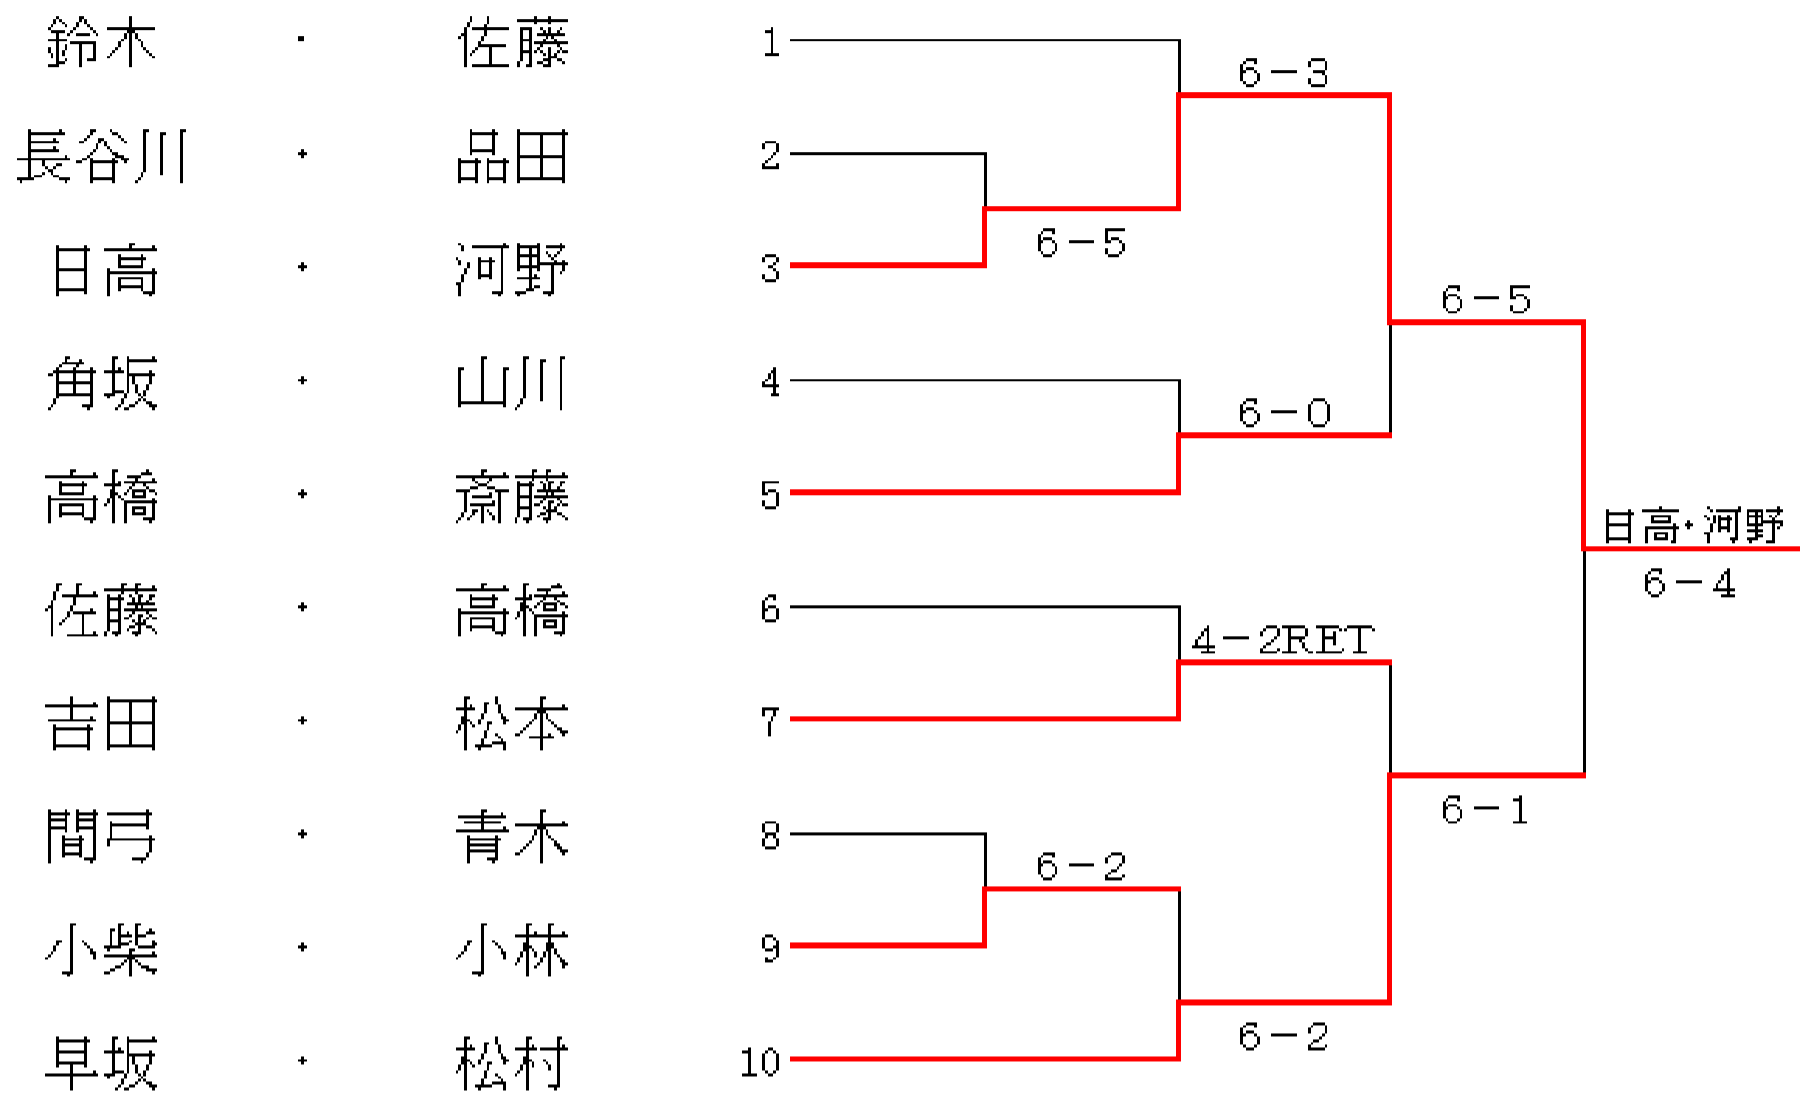 鈴木 ・ 佐藤 1
6－3
長谷川 ・ 品田 2
6－5
日高 ・ 河野 3
6－5
角坂 ・ 山川 4
6－0
高橋 ・ 斎藤 5
日高・河野
6－4
佐藤 ・ 高橋 6
4－2RET
吉田 ・ 松本 7
6－1
間弓 ・ 青木 8
6－2
小柴 ・ 小林 9
6－2
早坂 ・ 松村 10